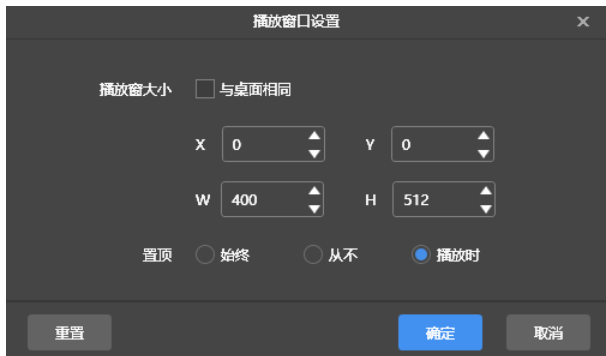 播放窗口设置
播放窗大小 与桌面相同
X 0 Y 0
W 400 H 512
置顶 始终 从不 播放时
重置 确定 取消